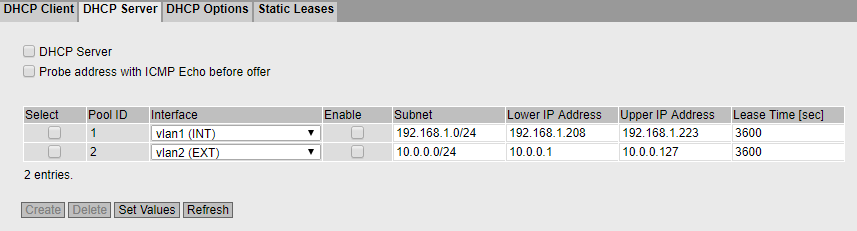 DHCP Client DHCP Server DHCP Options Static Leases
DHCP Server
Probe address with ICMP Echo before offer
Select Pool ID Interface Enable Subnet Lower IP Address Upper IP Address Lease Time [sec]
1 vlan1 (INT) 192.168.1.0/24 192.168.1.208 192.168.1.223 3600
2 vlan2 (EXT) 10.0.0.0/24 10.0.0.1 10.0.0.127 3600
2 entries.
Create Delete Set Values Refresh